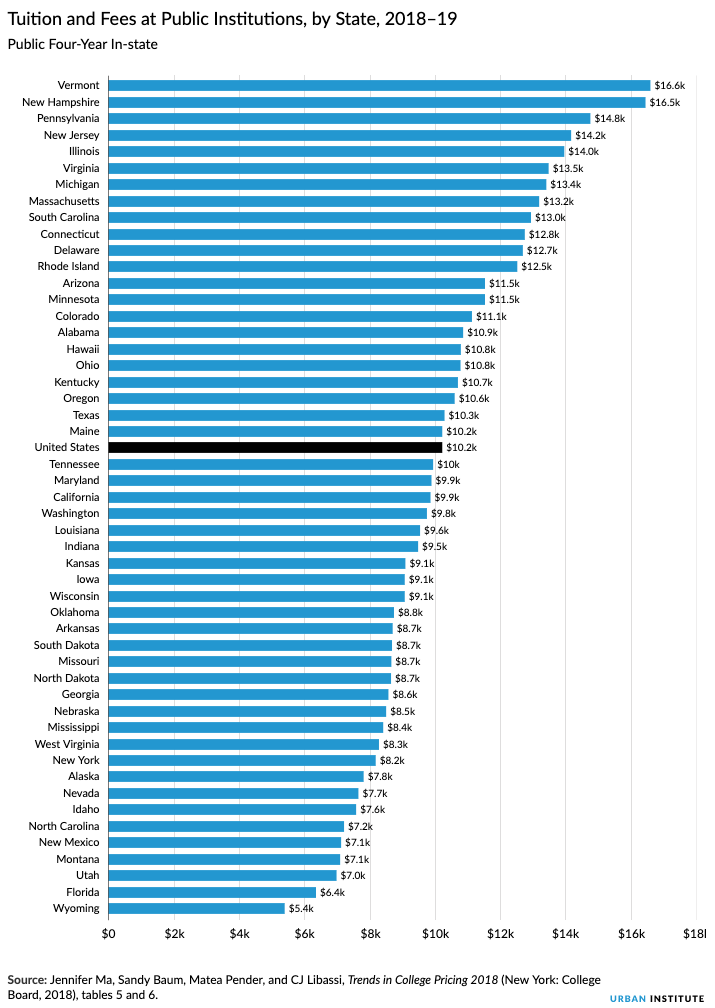 Tuition and Fees at Public Institutions, by State, 2018–19
Public Four-Year In-state
Vermont $16.6k
New Hampshire $16.5k
Pennsylvania $14.8k
New Jersey $14.2k
Illinois $14.0k
Virginia $13.5k
Michigan $13.4k
Massachusetts $13.2k
South Carolina $13.0k
Connecticut $12.8k
Delaware $12.7k
Rhode Island $12.5k
Arizona $11.5k
Minnesota $11.5k
Colorado $11.1k
Alabama $10.9k
Hawaii $10.8k
Ohio $10.8k
Kentucky $10.7k
Oregon $10.6k
Texas $10.3k
Maine $10.2k
United States $10.2k
Tennessee $10k
Maryland $9.9k
California $9.9k
Washington $9.8k
Louisiana $9.6k
Indiana $9.5k
Kansas $9.1k
Iowa $9.1k
Wisconsin $9.1k
Oklahoma $8.8k
Arkansas $8.7k
South Dakota $8.7k
Missouri $8.7k
North Dakota $8.7k
Georgia $8.6k
Nebraska $8.5k
Mississippi $8.4k
West Virginia $8.3k
New York $8.2k
Alaska $7.8k
Nevada $7.7k
Idaho $7.6k
North Carolina $7.2k
New Mexico $7.1k
Montana $7.1k
Utah $7.0k
Florida $6.4k
Wyoming $5.4k
$0 $2k $4k $6k $8k $10k $12k $14k $16k $18
Source: Jennifer Ma, Sandy Baum, Matea Pender, and CJ Libassi, Trends in College Pricing 2018 (New York: College
Board, 2018), tables 5 and 6.
URBAN INSTITUTE